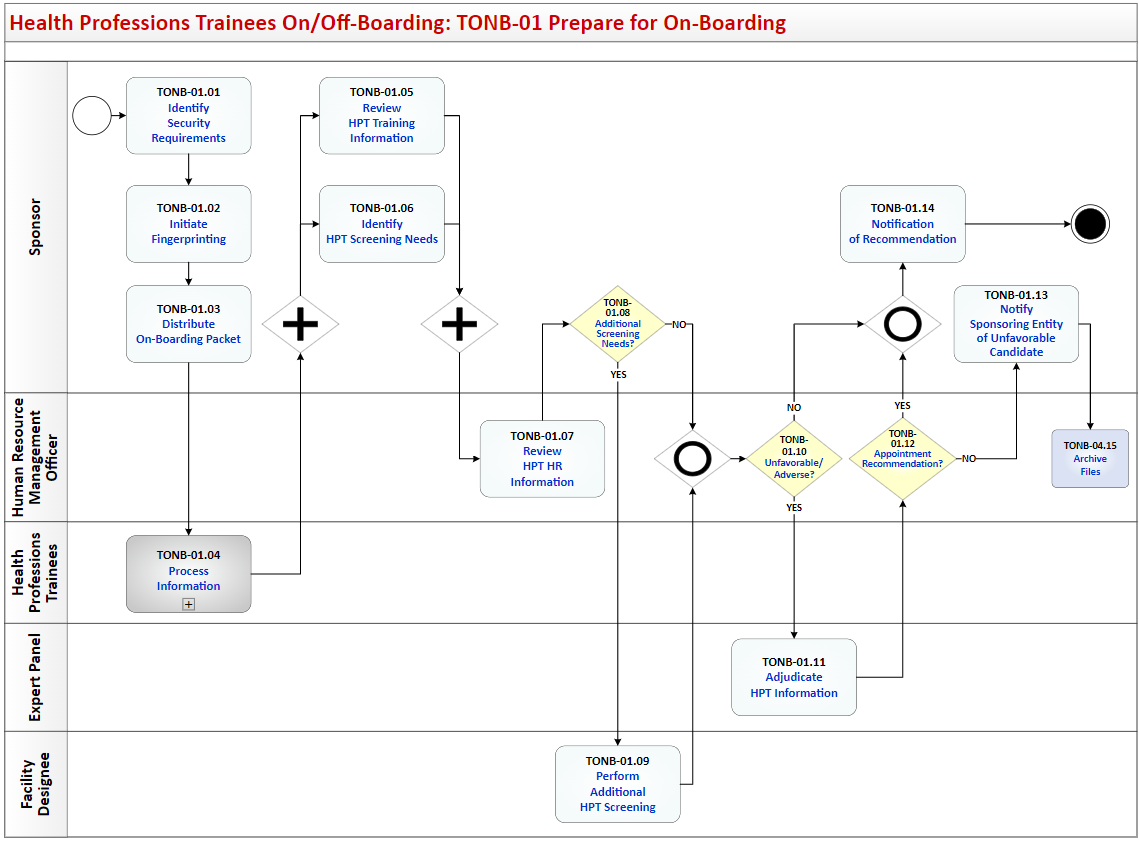 Health Professions Trainees On/Off-Boarding: TONB-01 Prepare for On-Boarding
Sponsor
TONB-01.01
Identify
Security
Requirements
TONB-01.02
Initiate
Fingerprinting
TONB-01.03
Distribute
On-Boarding Packet
TONB-01.05
Review
HPT Training
Information
TONB-01.06
Identify
HPT Screening Needs
TONB-
01.08
Additional
Screening
Needs?
NO
YES
TONB-01.14
Notification
of Recommendation
TONB-01.13
Notify
Sponsoring Entity
of Unfavorable
Candidate
Human Resource
Management
Officer
TONB-01.07
Review
HPT HR
Information
NO
TONB-
01.10
Unfavorable/
Adverse?
YES
YES
TONB-
01.12
Appointment
Recommendation?
NO
TONB-04.15
Archive
Files
Health
Professions
Trainees
TONB-01.04
Process
Information
Expert Panel
TONB-01.11
Adjudicate
HPT Information
Facility
Designee
TONB-01.09
Perform
Additional
HPT Screening